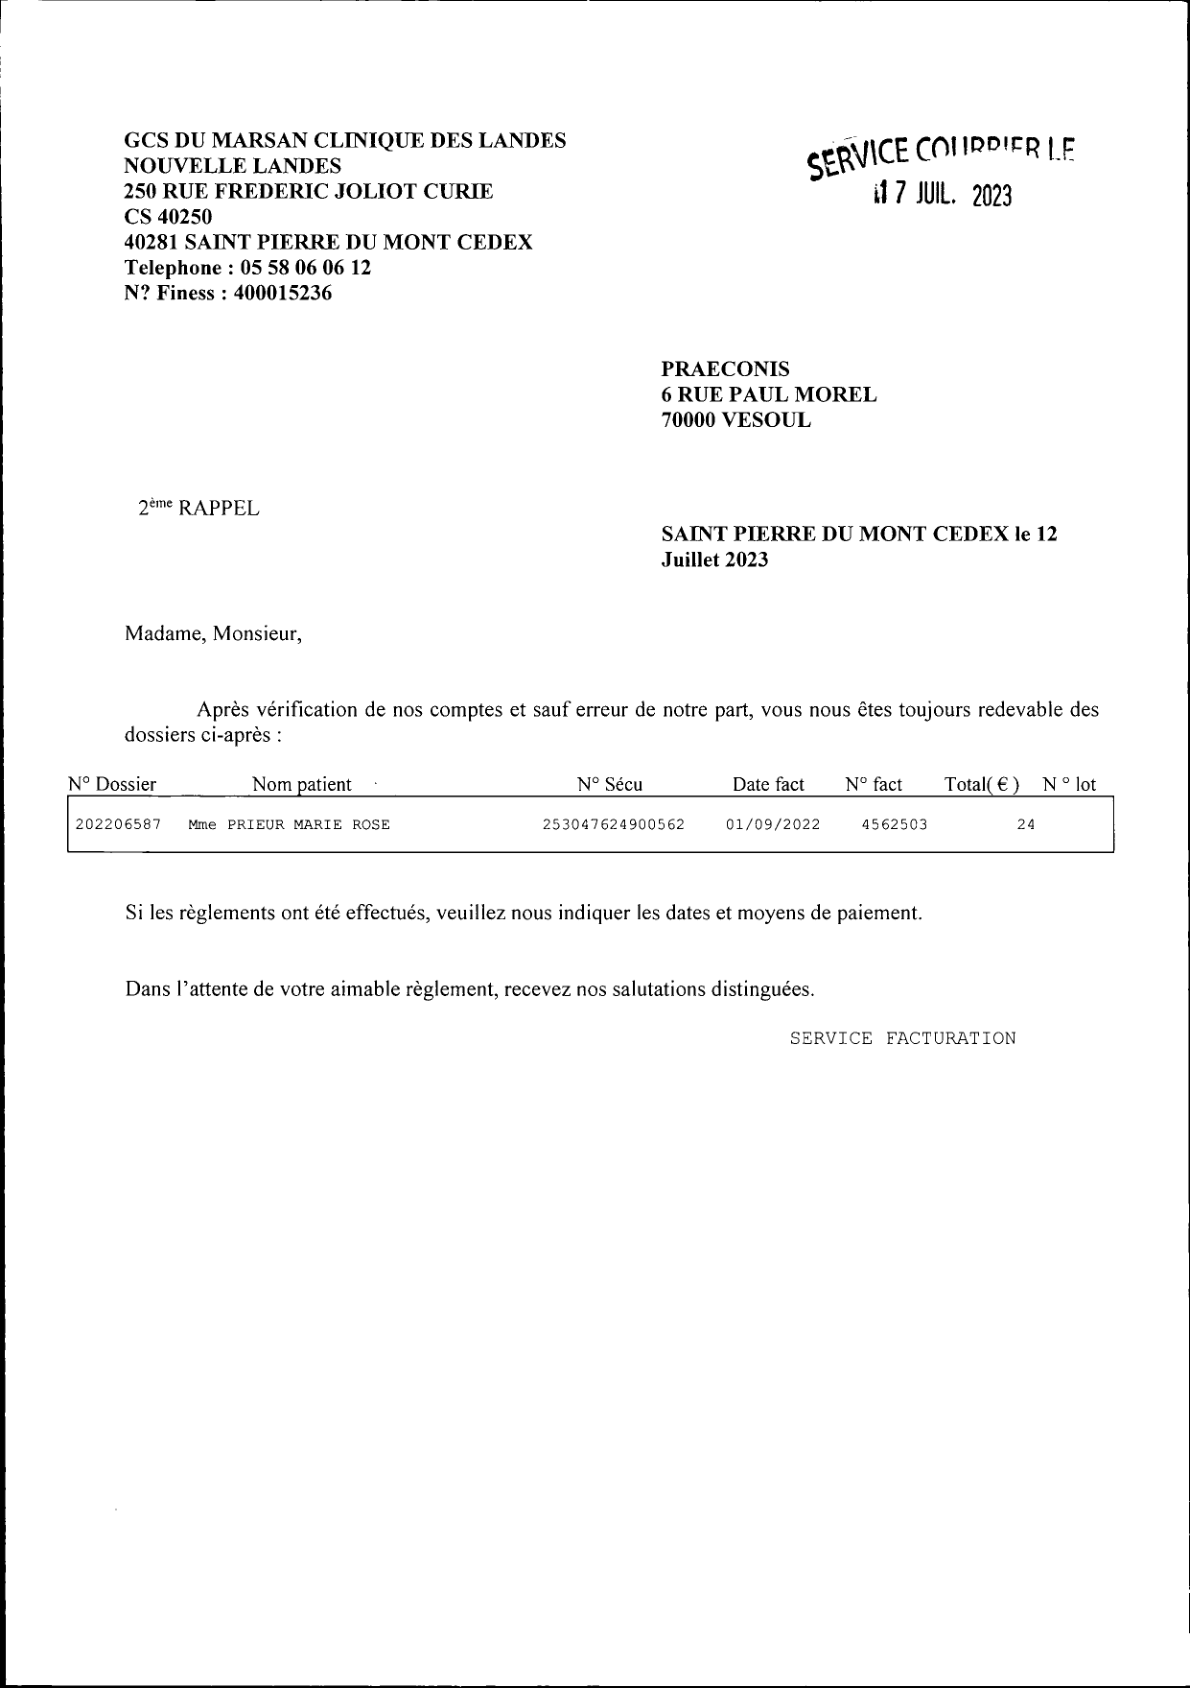 GCS DU MARSAN CLINIQUE DES LANDES
NOUVELLE LANDES
250 RUE FREDERIC JOLIOT CURIE
CS 40250
40281 SAINT PIERRE DU MONT CEDEX
Telephone : 05 58 06 06 12
N? Finess : 400015236
SERVICE COURRIER LE
17 JUIL. 2023
PRAECONIS
6 RUE PAUL MOREL
70000 VESOUL
2ème RAPPEL
SAINT PIERRE DU MONT CEDEX le 12
Juillet 2023
Madame, Monsieur,
Après vérification de nos comptes et sauf erreur de notre part, vous nous êtes toujours redevable des
dossiers ci-après :
N° Dossier Nom patient N° Sécu Date fact N° fact Total( € ) N ° lot
202206587 Mme PRIEUR MARIE ROSE 253047624900562 01/09/2022 4562503 24
Si les règlements ont été effectués, veuillez nous indiquer les dates et moyens de paiement.
Dans l'attente de votre aimable règlement, recevez nos salutations distinguées.
SERVICE FACTURATION